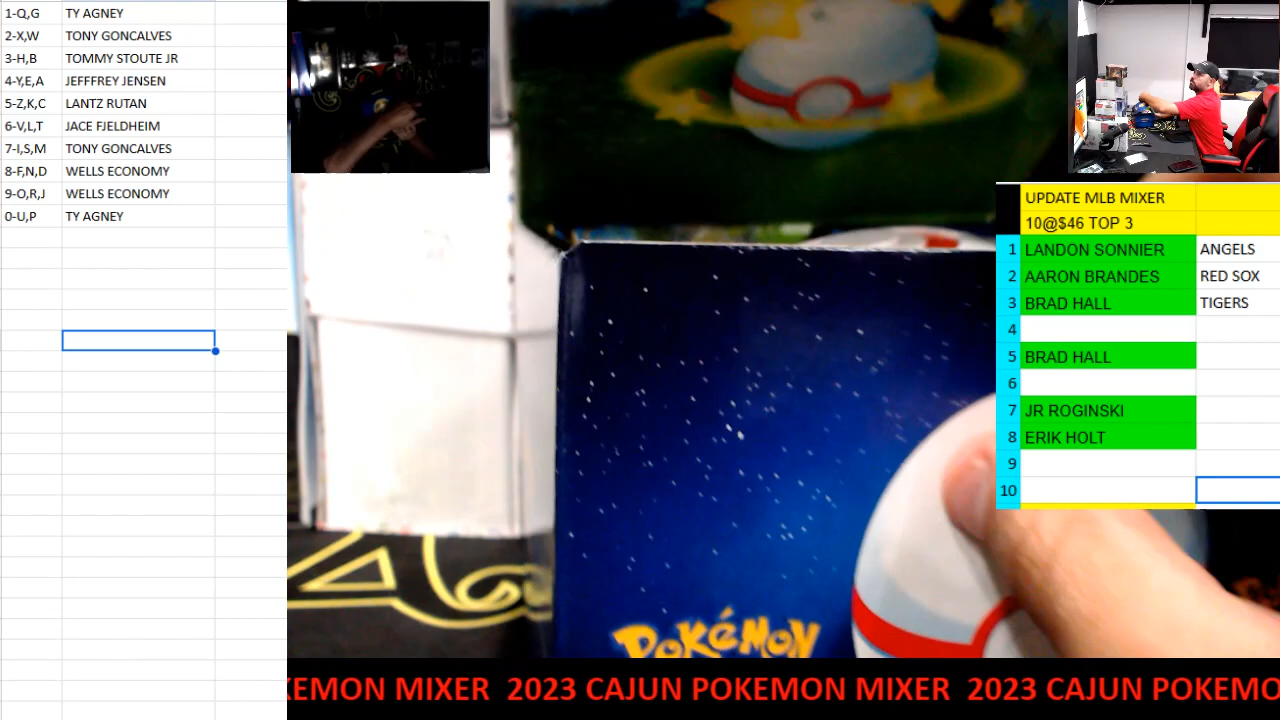 1-Q,G TY AGNEY
2-X,W TONY GONCALVES
3-H,B TOMMY STOUTE JR
4-Y,E,A JEFFFREY JENSEN
5-Z,K,C LANTZ RUTAN
6-V,L,T JACE FJELDHEIM
7-I,S,M TONY GONCALVES
8-F,N,D WELLS ECONOMY
9-O,R,J WELLS ECONOMY
0-U,P TY AGNEY
UPDATE MLB MIXER
10@$46 TOP 3
1 LANDON SONNIER ANGELS
2 AARON BRANDES RED SOX
3 BRAD HALL TIGERS
4
5 BRAD HALL
6
7 JR ROGINSKI
8 ERIK HOLT
9
10
POKéMON
KEMON MIXER 2023 CAJUN POKEMON MIXER 2023 CAJUN POKEMO